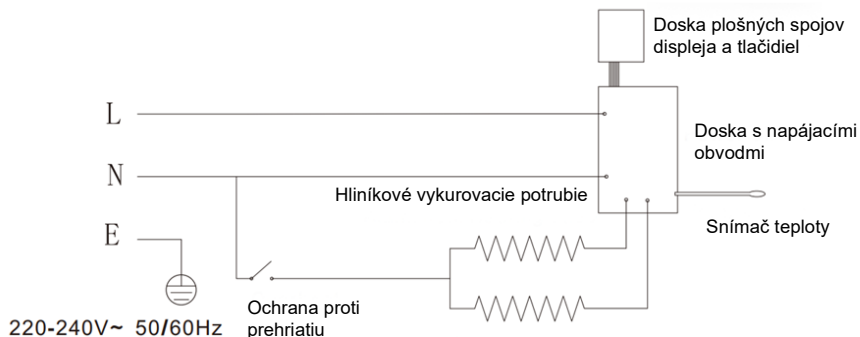 Doska plošných spojov
displeja a tlačidiel
L
Doska s napájacími
obvodmi
N
Hliníkové vykurovacie potrubie
Snímač teploty
E
Ochrana proti
prehriatiu
220-240V~ 50/60Hz